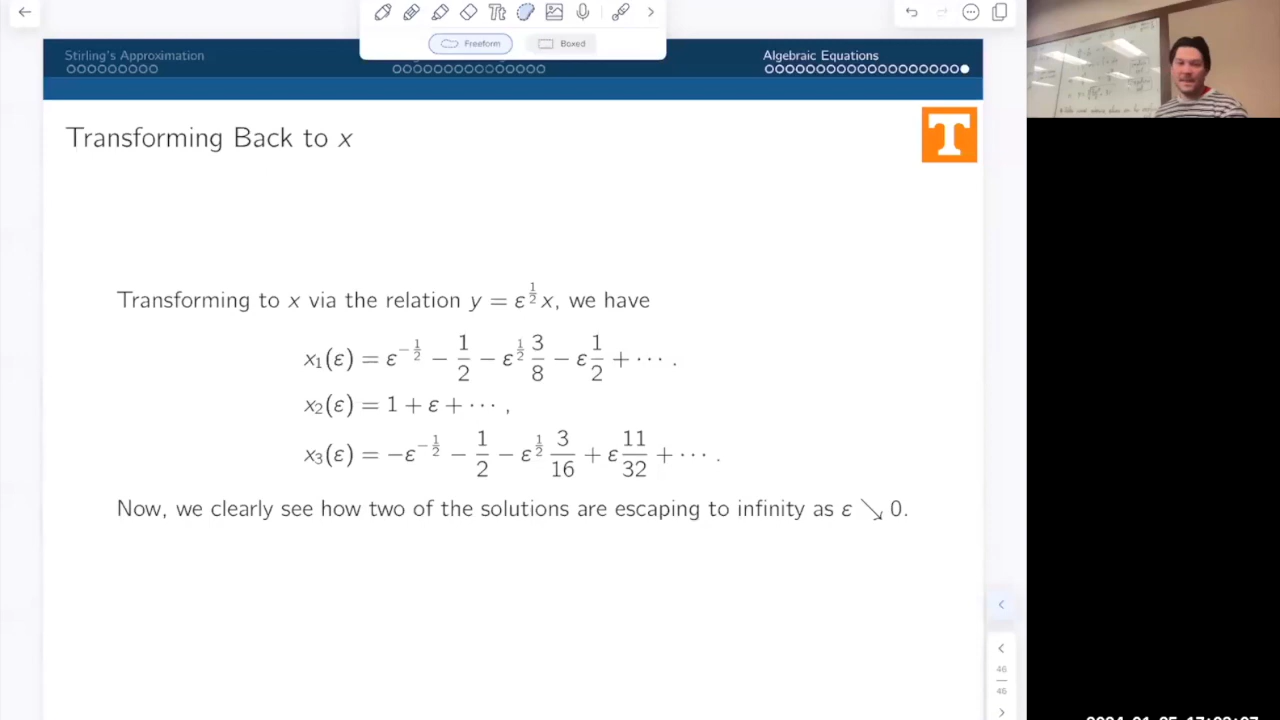 Freeform Boxed
Stirling's Approximation Algebraic Equations
Transforming Back to x
T
Transforming to x via the relation y = ε^{1/2}x, we have
x₁(ε) = ε^{-1/2} − 1/2 − ε^{1/2} 3/8 − ε 1/2 + ⋯ .
x₂(ε) = 1 + ε + ⋯ ,
x₃(ε) = −ε^{-1/2} − 1/2 − ε^{1/2} 3/16 + ε 11/32 + ⋯ .
Now, we clearly see how two of the solutions are escaping to infinity as ε ↘ 0.
46
46